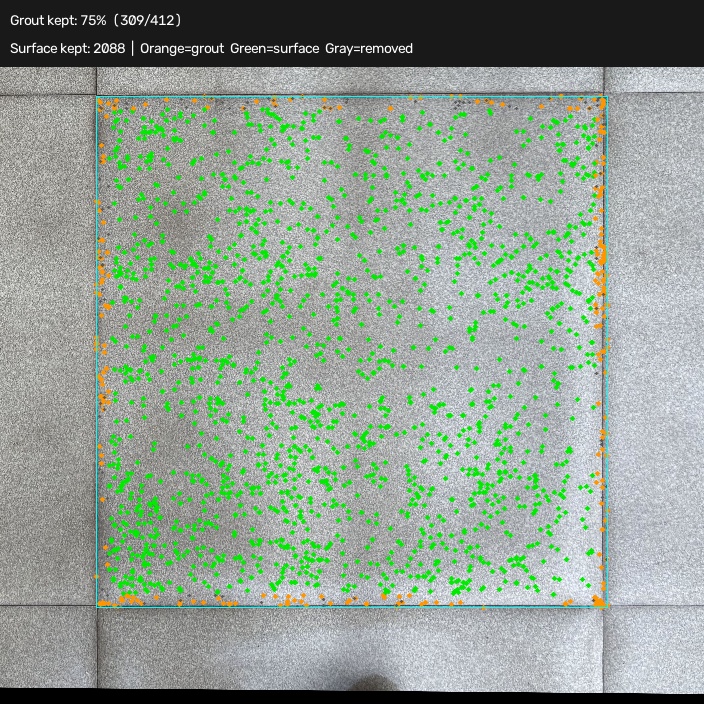 Grout kept: 75% (309/412)
Surface kept: 2088 | Orange=grout Green=surface Gray=removed